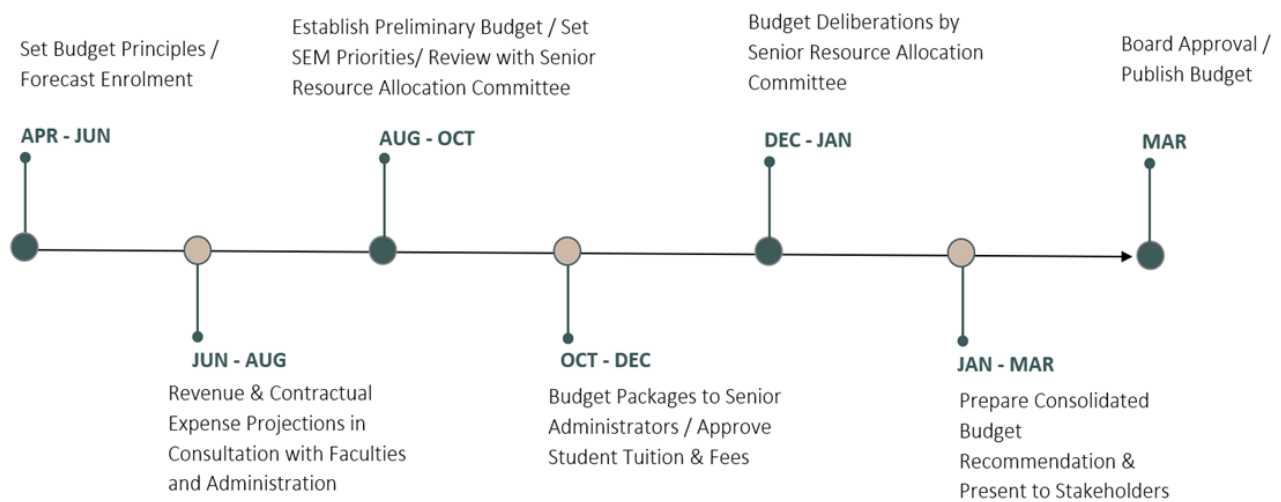 Set Budget Principles /
Forecast Enrolment
APR - JUN
Establish Preliminary Budget / Set
SEM Priorities/ Review with Senior
Resource Allocation Committee
AUG - OCT
Budget Deliberations by
Senior Resource Allocation
Committee
DEC - JAN
Board Approval /
Publish Budget
MAR
JUN - AUG
Revenue & Contractual
Expense Projections in
Consultation with Faculties
and Administration
OCT - DEC
Budget Packages to Senior
Administrators / Approve
Student Tuition & Fees
JAN - MAR
Prepare Consolidated
Budget
Recommendation &
Present to Stakeholders